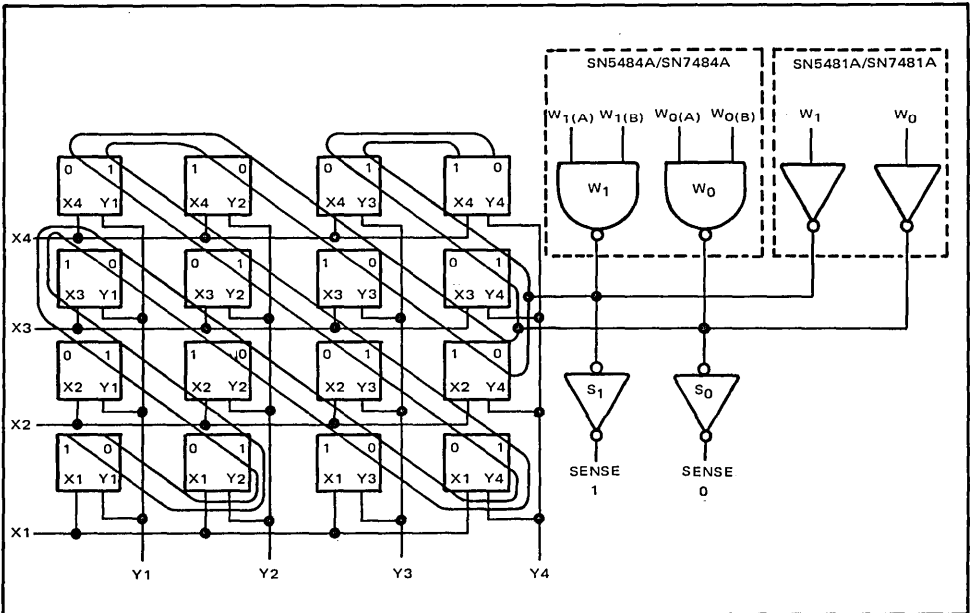 SN5484A/SN7484A SN5481A/SN7481A
W1(A) W1(B) W0(A) W0(B) W1 W0
W1 W0
0 1 1 0 0 1 1 0
X4 Y1 X4 Y2 X4 Y3 X4 Y4
X4
1 0 0 1 1 0 0 1
X3 Y1 X3 Y2 X3 Y3 X3 Y4
X3
0 1 1 0 0 1 1 0
X2 Y1 X2 Y2 X2 Y3 X2 Y4
S1 S0
X2
1 0 0 1 1 0 0 1
X1 Y1 X1 Y2 X1 Y3 X1 Y4
SENSE SENSE
1 0
X1
Y1 Y2 Y3 Y4